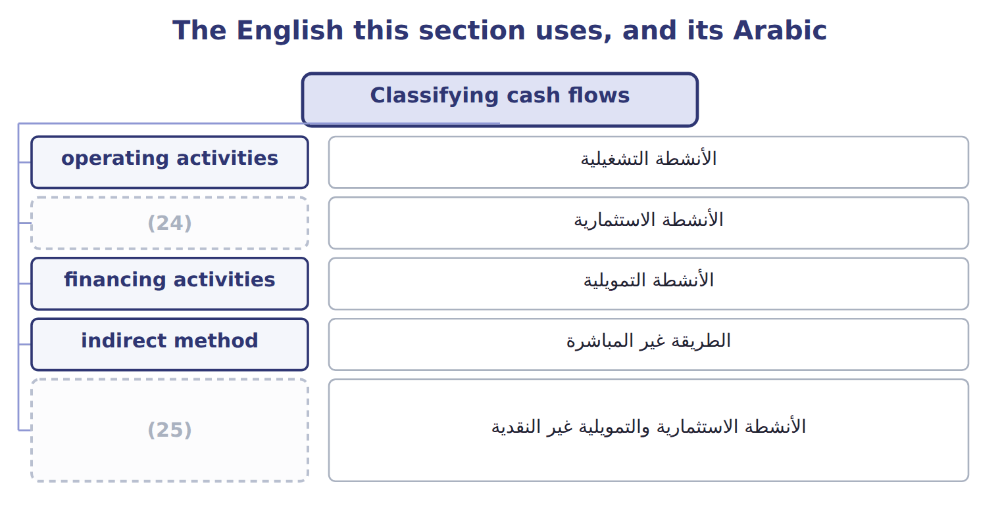 The English this section uses, and its Arabic
Classifying cash flows
operating activities
الأنشطة التشغيلية
(24)
الأنشطة الاستثمارية
financing activities
الأنشطة التمويلية
indirect method
الطريقة غير المباشرة
(25)
الأنشطة الاستثمارية والتمويلية غير النقدية